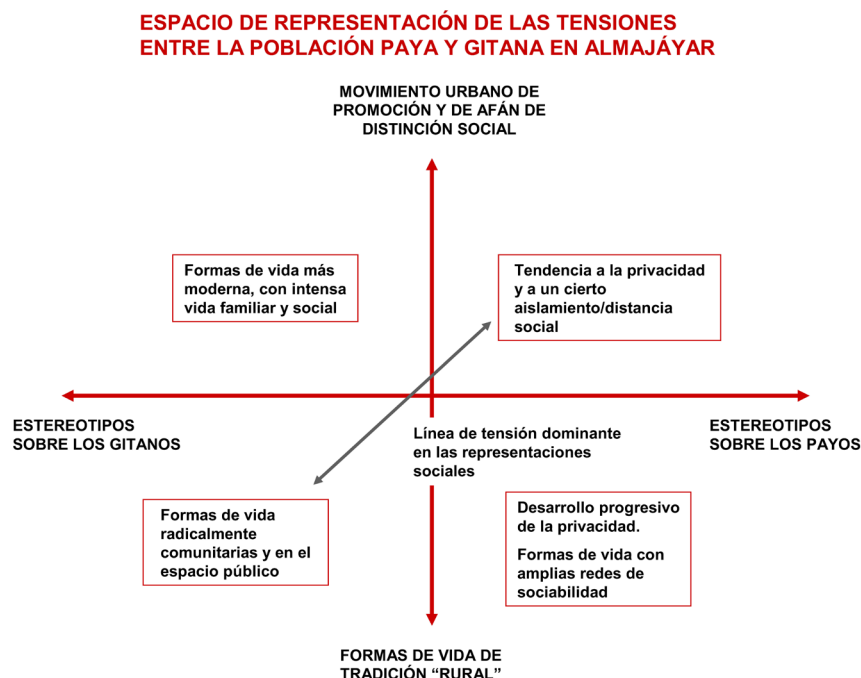 ESPACIO DE REPRESENTACIÓN DE LAS TENSIONES
ENTRE LA POBLACIÓN PAYA Y GITANA EN ALMAJÁYAR
MOVIMIENTO URBANO DE
PROMOCIÓN Y DE AFÁN DE
DISTINCIÓN SOCIAL
Formas de vida más
moderna, con intensa
vida familiar y social
Tendencia a la privacidad
y a un cierto
aislamiento/distancia
social
ESTEREOTIPOS
SOBRE LOS GITANOS
ESTEREOTIPOS
SOBRE LOS PAYOS
Línea de tensión dominante
en las representaciones
sociales
Formas de vida
radicalmente
comunitarias y en el
espacio público
Desarrollo progresivo
de la privacidad.
Formas de vida con
amplias redes de
sociabilidad
FORMAS DE VIDA DE
TRADICIÓN “RURAL”